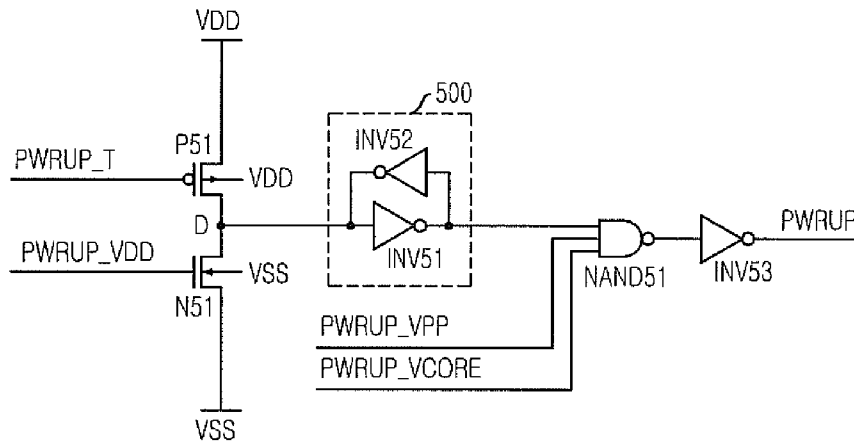 VDD
500
P51
INV52
PWRUP_T
VDD
D
PWRUP
PWRUP_VDD
VSS
INV51
NAND51
INV53
N51
PWRUP_VPP
PWRUP_VCORE
VSS